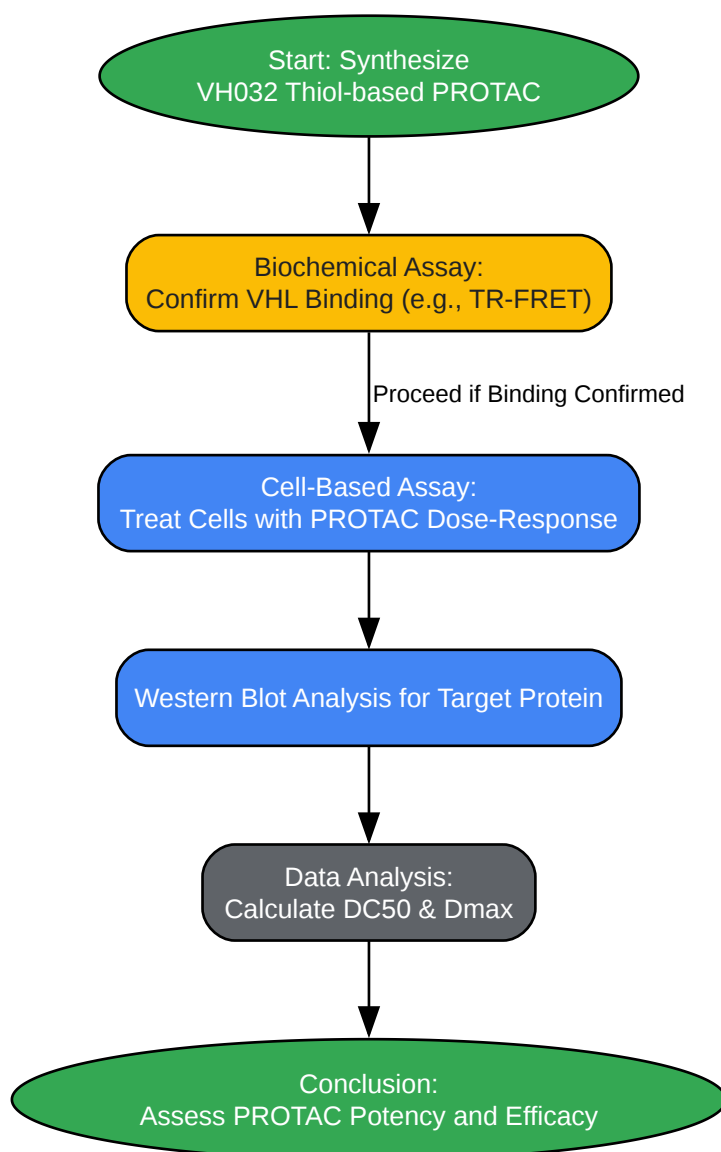 Start: Synthesize
VH032 Thiol-based PROTAC
Biochemical Assay:
Confirm VHL Binding (e.g., TR-FRET)
Proceed if Binding Confirmed
Cell-Based Assay:
Treat Cells with PROTAC Dose-Response
Western Blot Analysis for Target Protein
Data Analysis:
Calculate DC50 & Dmax
Conclusion:
Assess PROTAC Potency and Efficacy